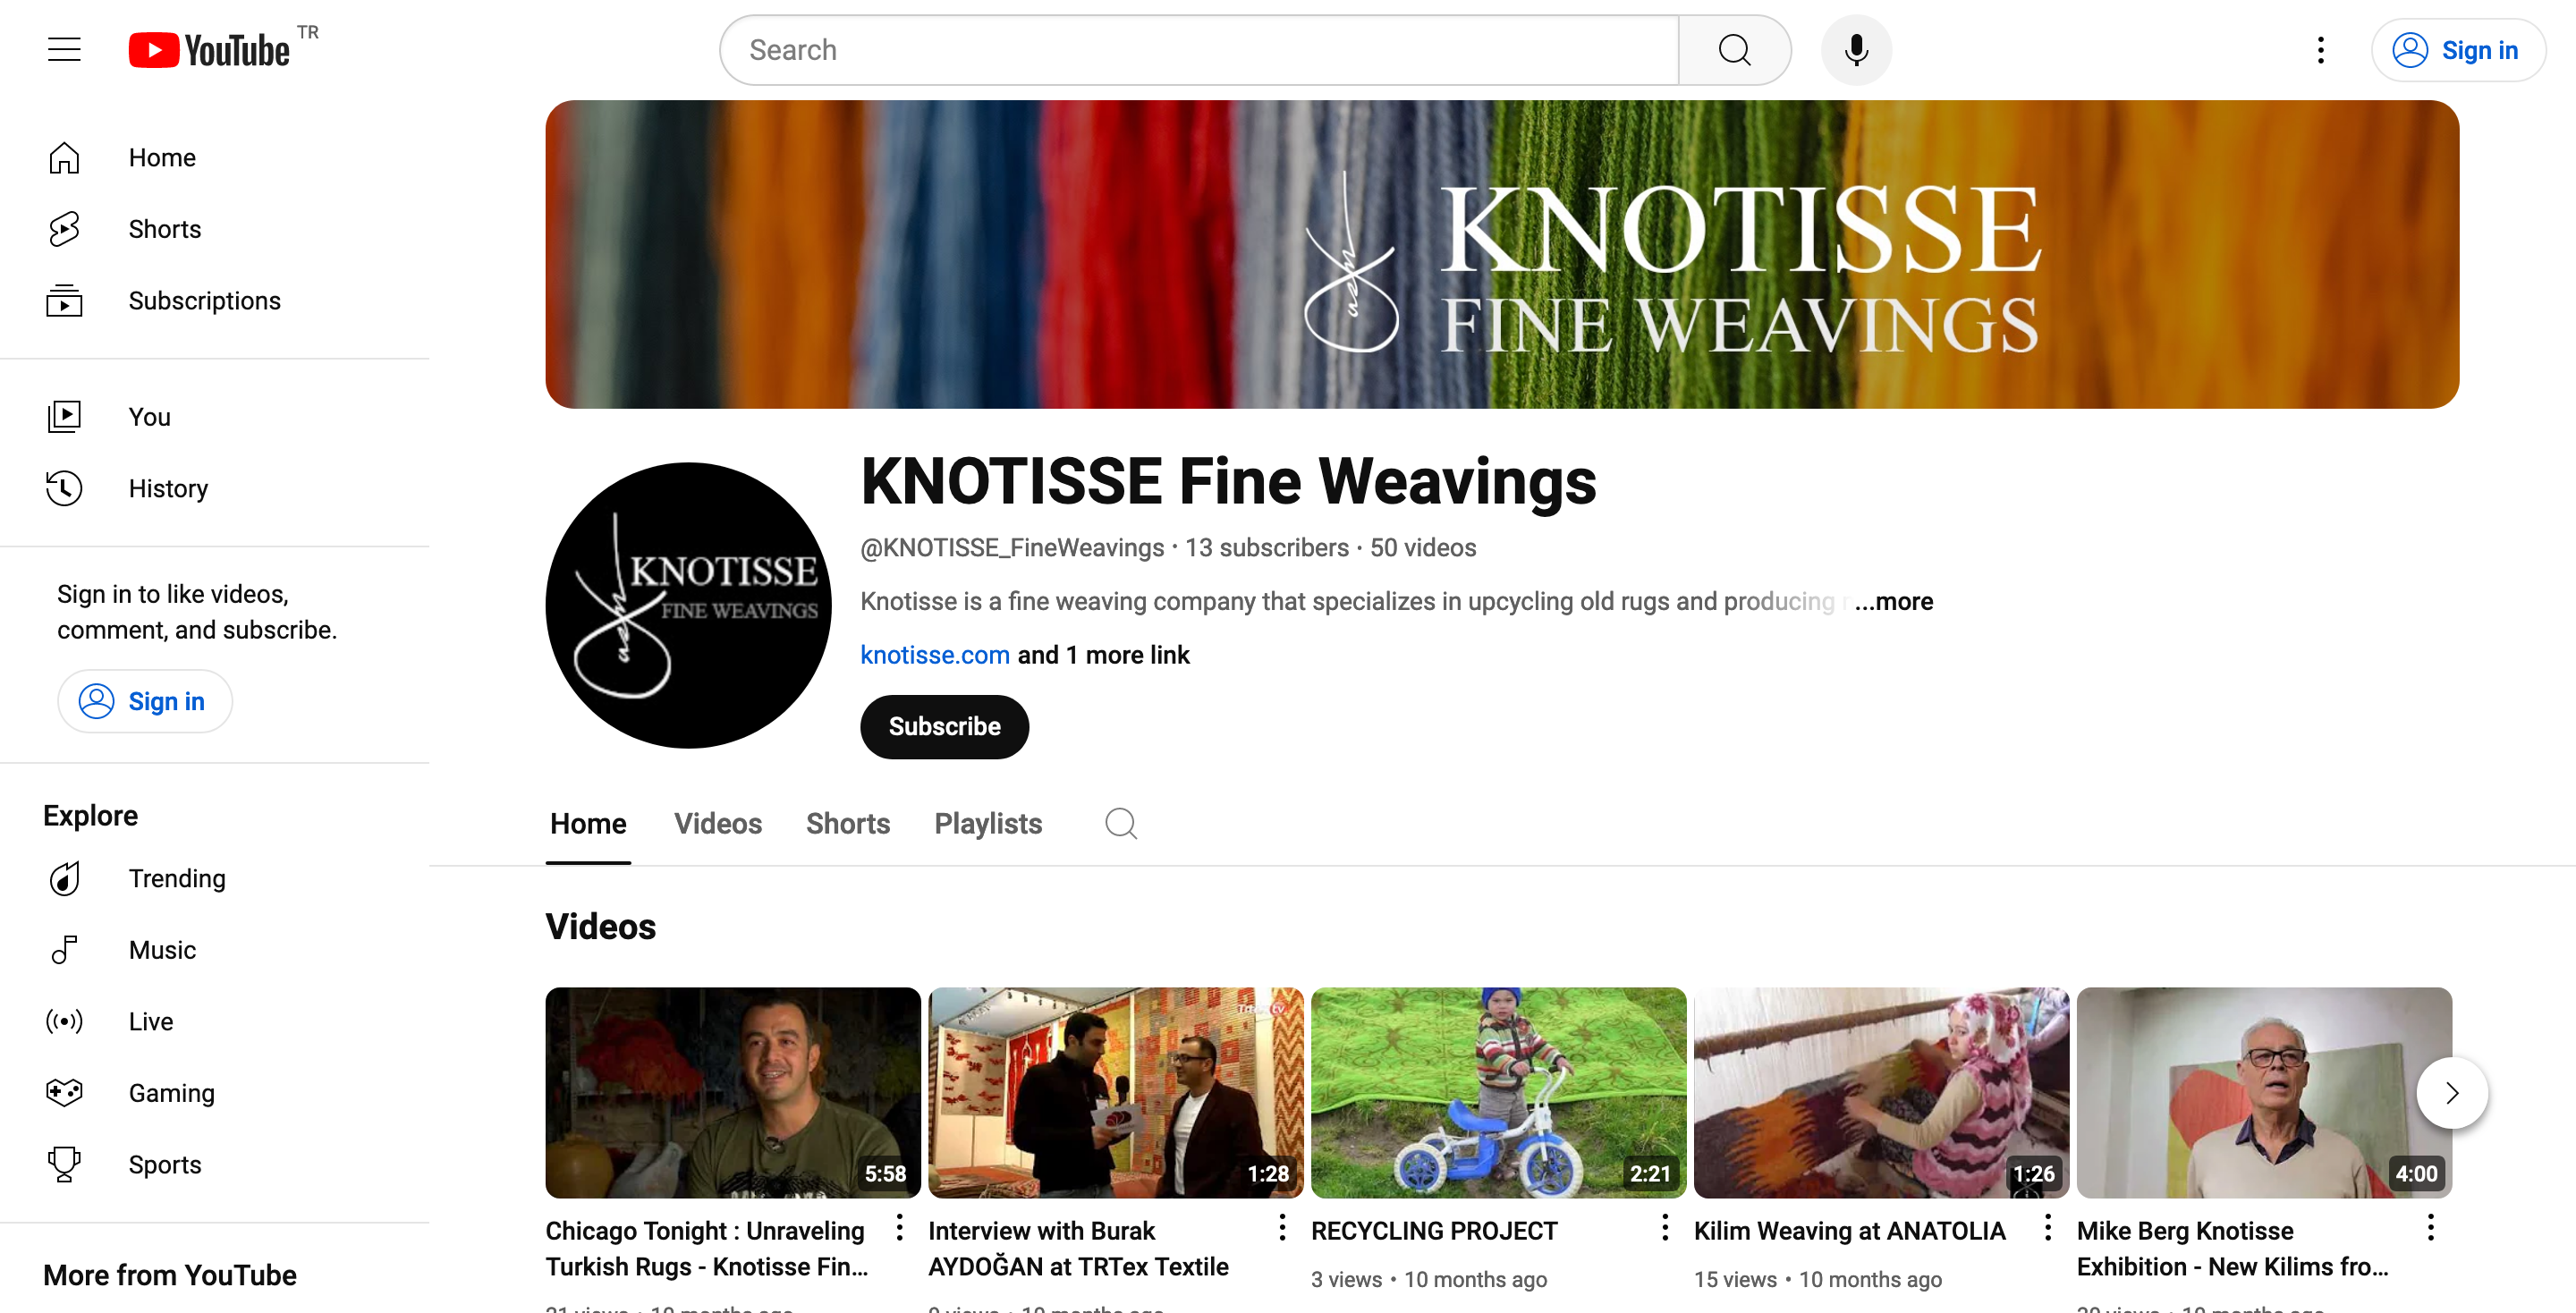 YouTube TR
Search
Sign in
Home
Shorts
Subscriptions
You
History
Sign in to like videos,
comment, and subscribe.
Sign in
Explore
Trending
Music
Live
Gaming
Sports
More from YouTube
KNOTISSE
FINE WEAVINGS
KNOTISSE
FINE WEAVINGS
KNOTISSE Fine Weavings
@KNOTISSE_FineWeavings • 13 subscribers • 50 videos
Knotisse is a fine weaving company that specializes in upcycling old rugs and producing ...more
knotisse.com and 1 more link
Subscribe
Home Videos Shorts Playlists
Videos
5:58
Chicago Tonight : Unraveling
Turkish Rugs - Knotisse Fin...
1:28
Interview with Burak
AYDOĞAN at TRTex Textile
2:21
RECYCLING PROJECT
3 views • 10 months ago
1:26
Kilim Weaving at ANATOLIA
15 views • 10 months ago
4:00
Mike Berg Knotisse
Exhibition - New Kilims fro...